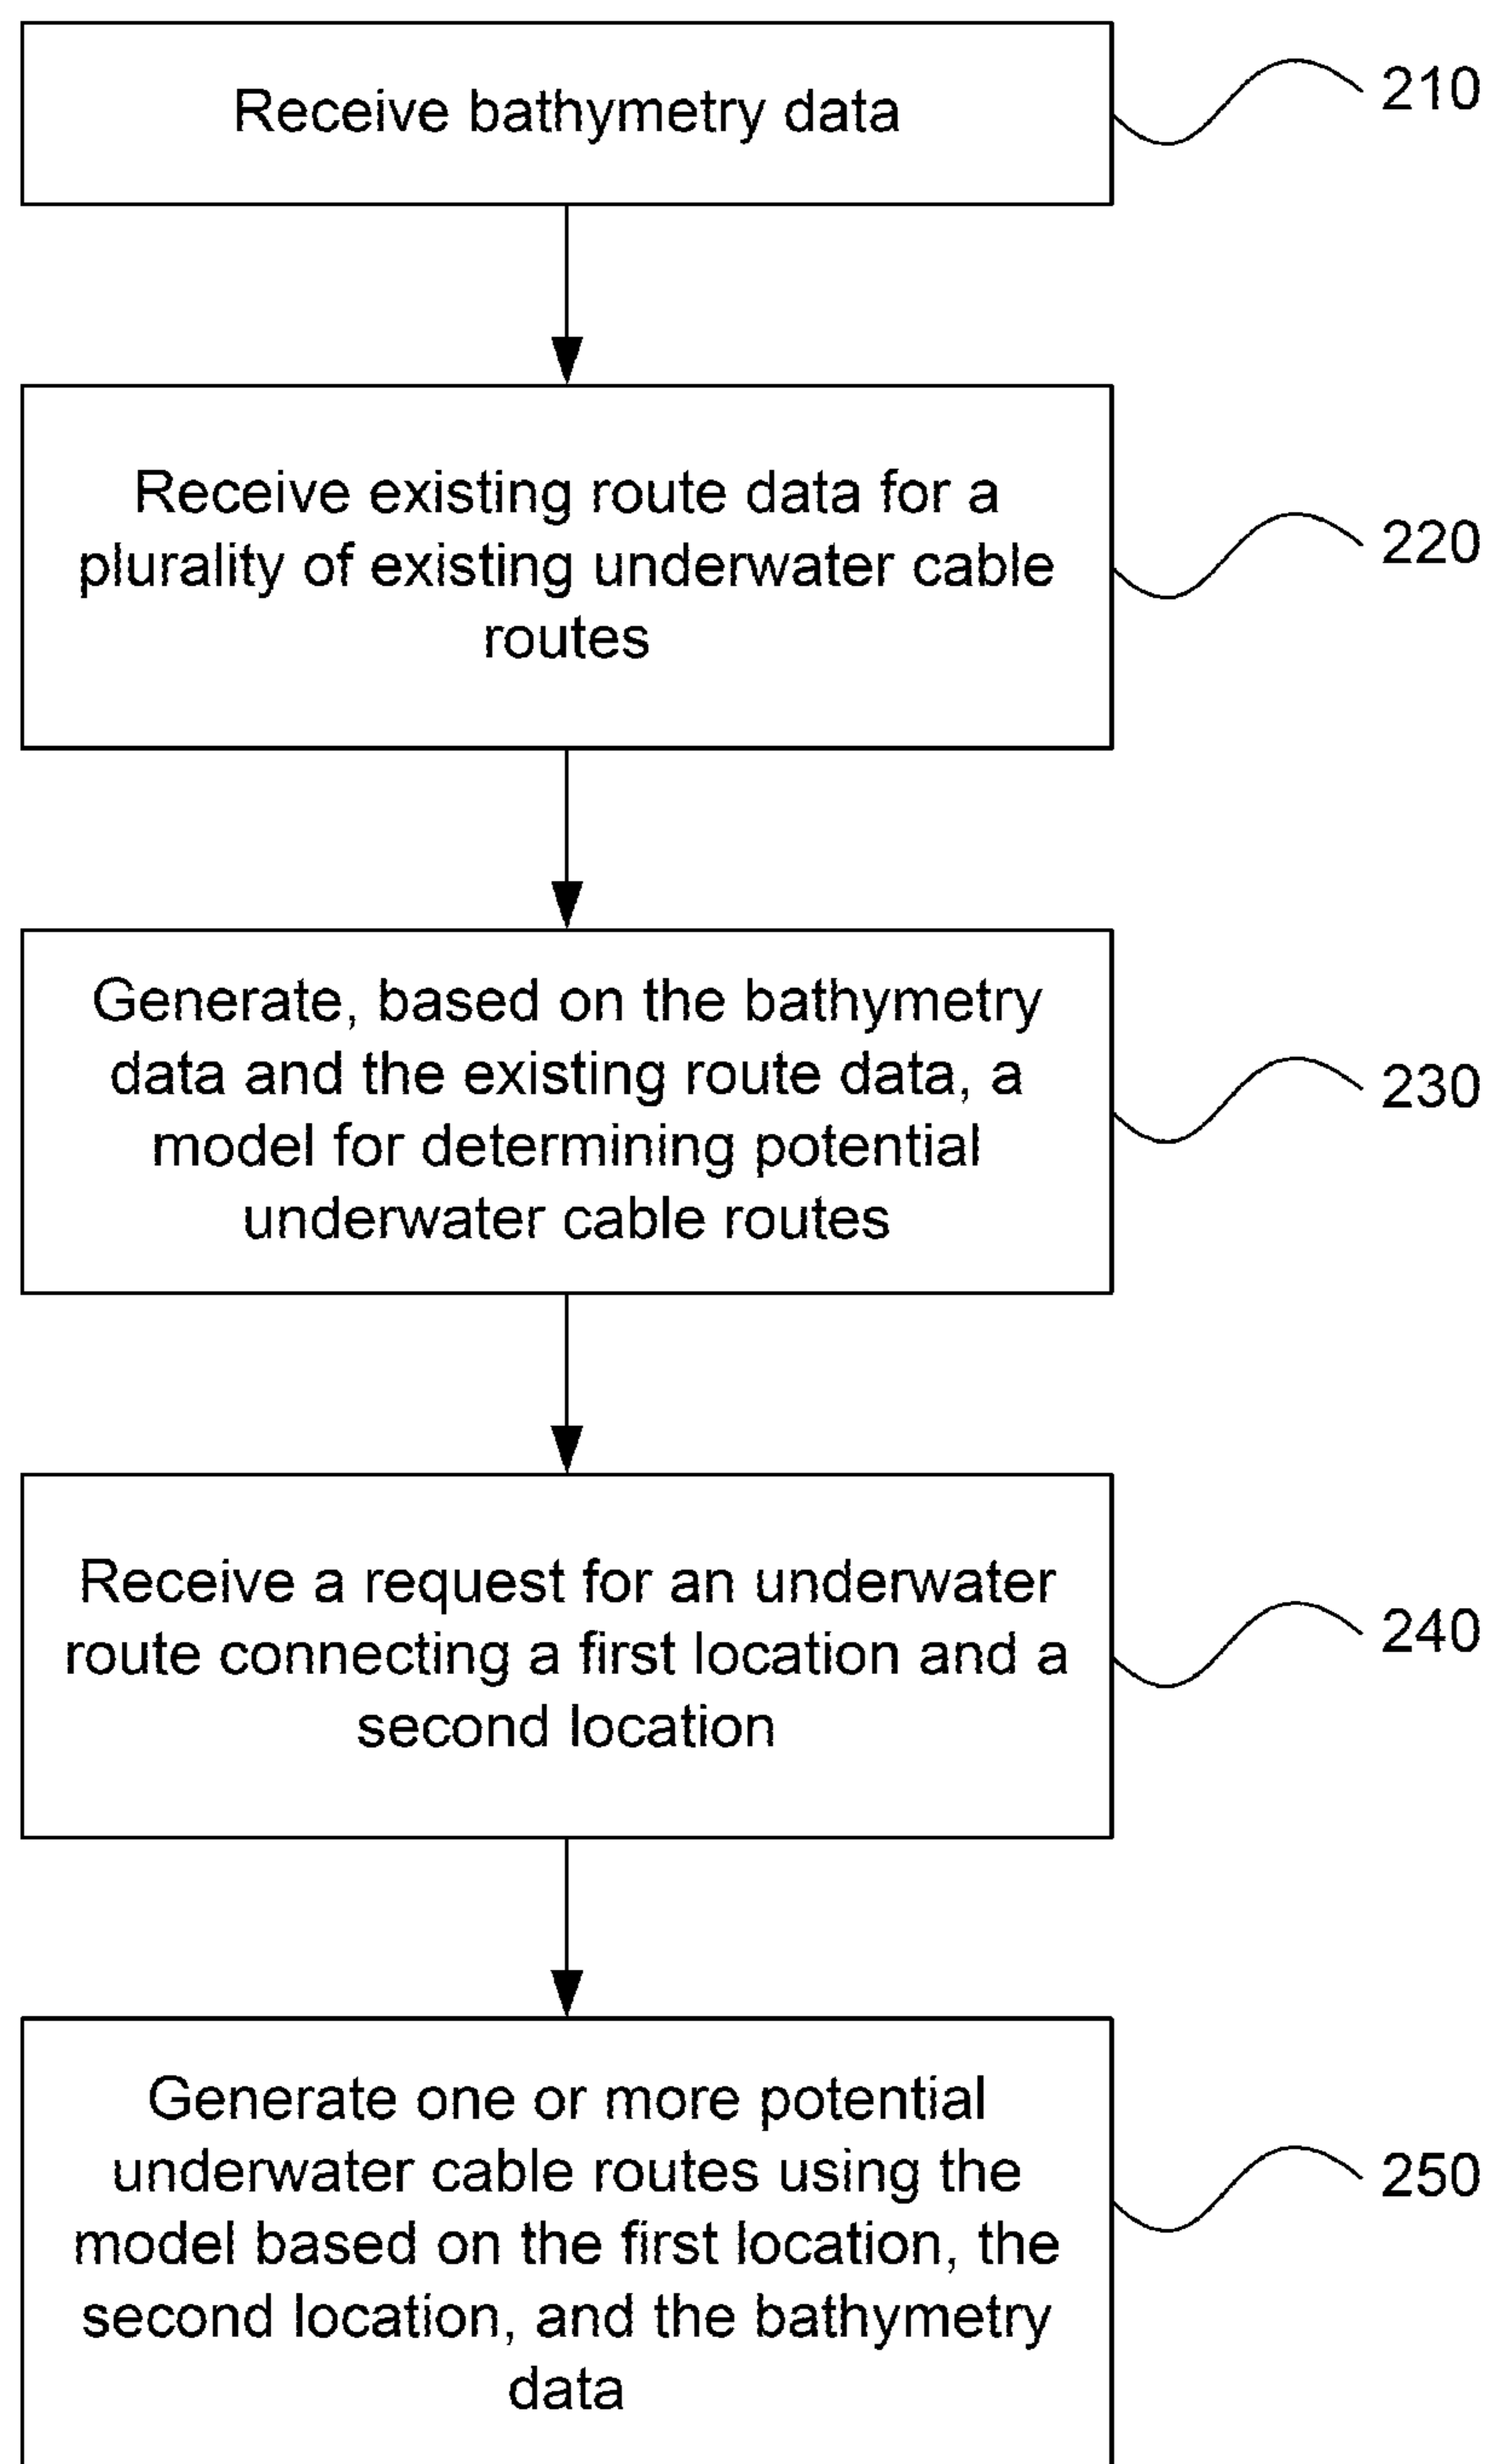 Receive bathymetry data
210
Receive existing route data for a
plurality of existing underwater cable
routes
220
Generate, based on the bathymetry
data and the existing route data, a
model for determining potential
underwater cable routes
230
Receive a request for an underwater
route connecting a first location and a
second location
240
Generate one or more potential
underwater cable routes using the
model based on the first location, the
second location, and the bathymetry
data
250